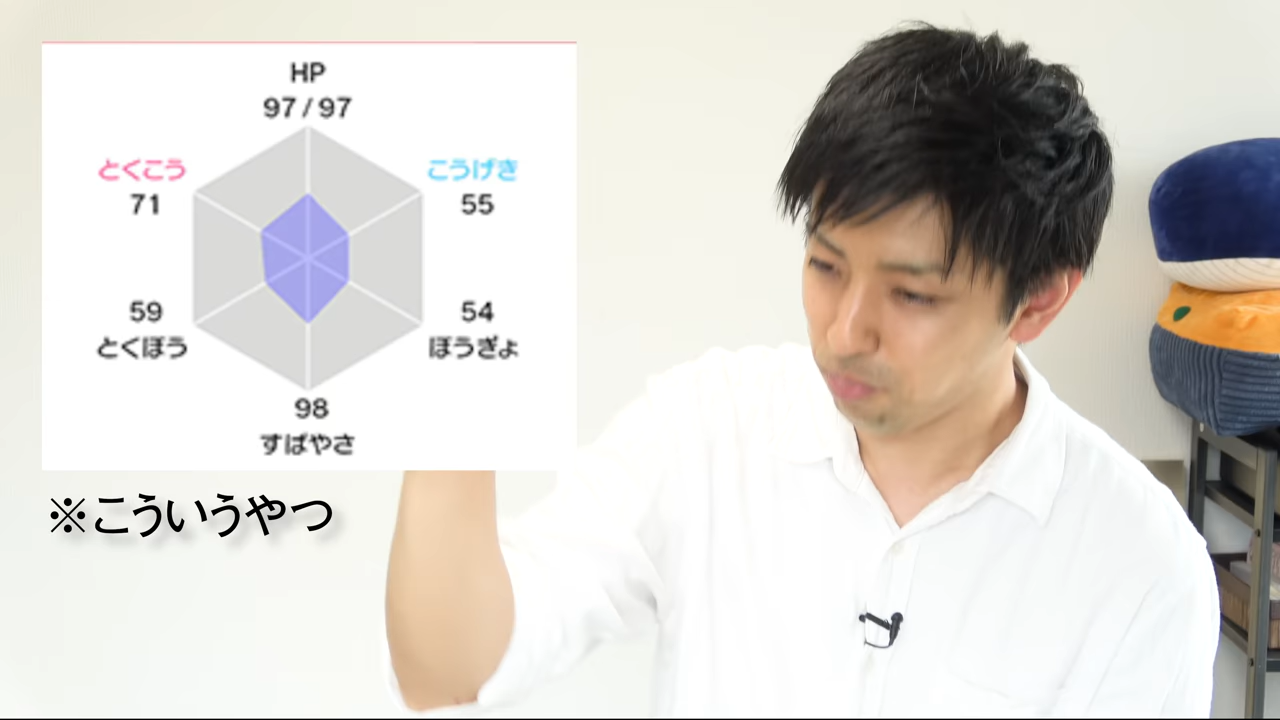 HP
97 / 97
とくこう
71
こうげき
55
59
とくぼう
54
ぼうぎょ
98
すばやさ
※こういうやつ